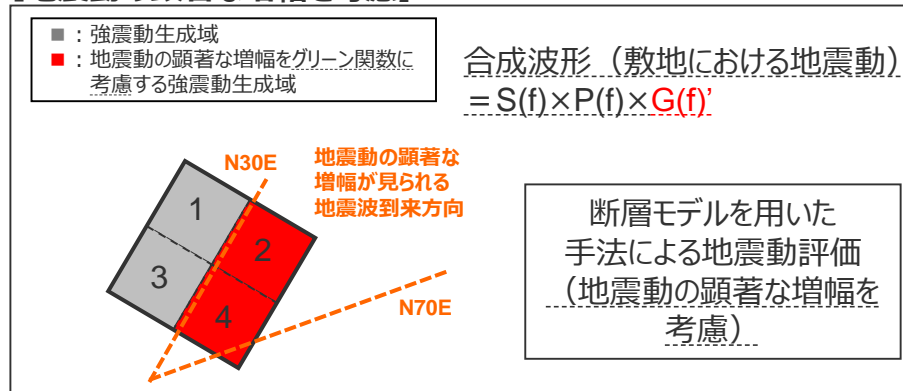 ■：強震動生成域
■：地震動の顕著な増幅をグリーン関数に
考慮する強震動生成域
合成波形（敷地における地震動）
＝S(f)×P(f)×G(f)’
N30E
地震動の顕著な
増幅が見られる
地震波到来方向
1
2
3
4
N70E
断層モデルを用いた
手法による地震動評価
（地震動の顕著な増幅を
考慮）